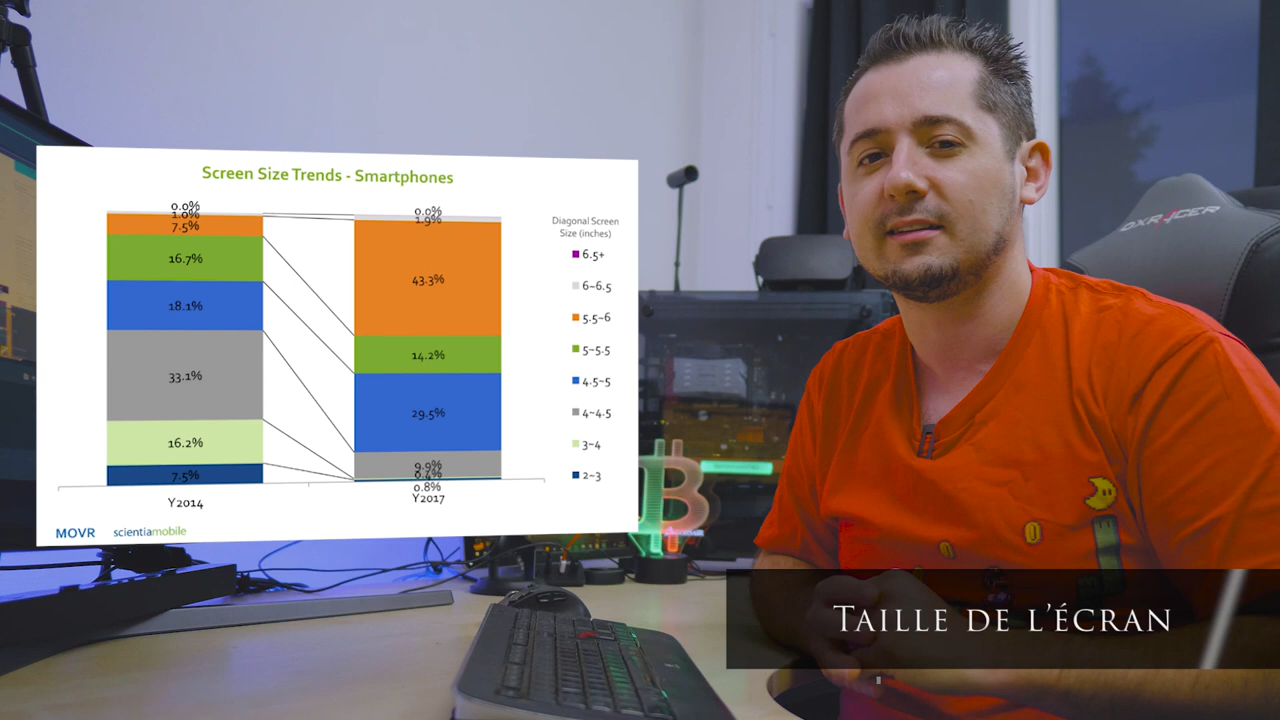 Screen Size Trends - Smartphones
0.0%
1.0%
7.5%
16.7%
18.1%
33.1%
16.2%
7.5%
Y2014
0.0%
1.9%
43.3%
14.2%
29.5%
9.9%
0.8%
Y2017
Diagonal Screen
Size (inches)
6.5+
6~6.5
5.5~6
5~5.5
4.5~5
4~4.5
3~4
2~3
MOVR scientiamobile
DXRACER
TAILLE DE L'ÉCRAN